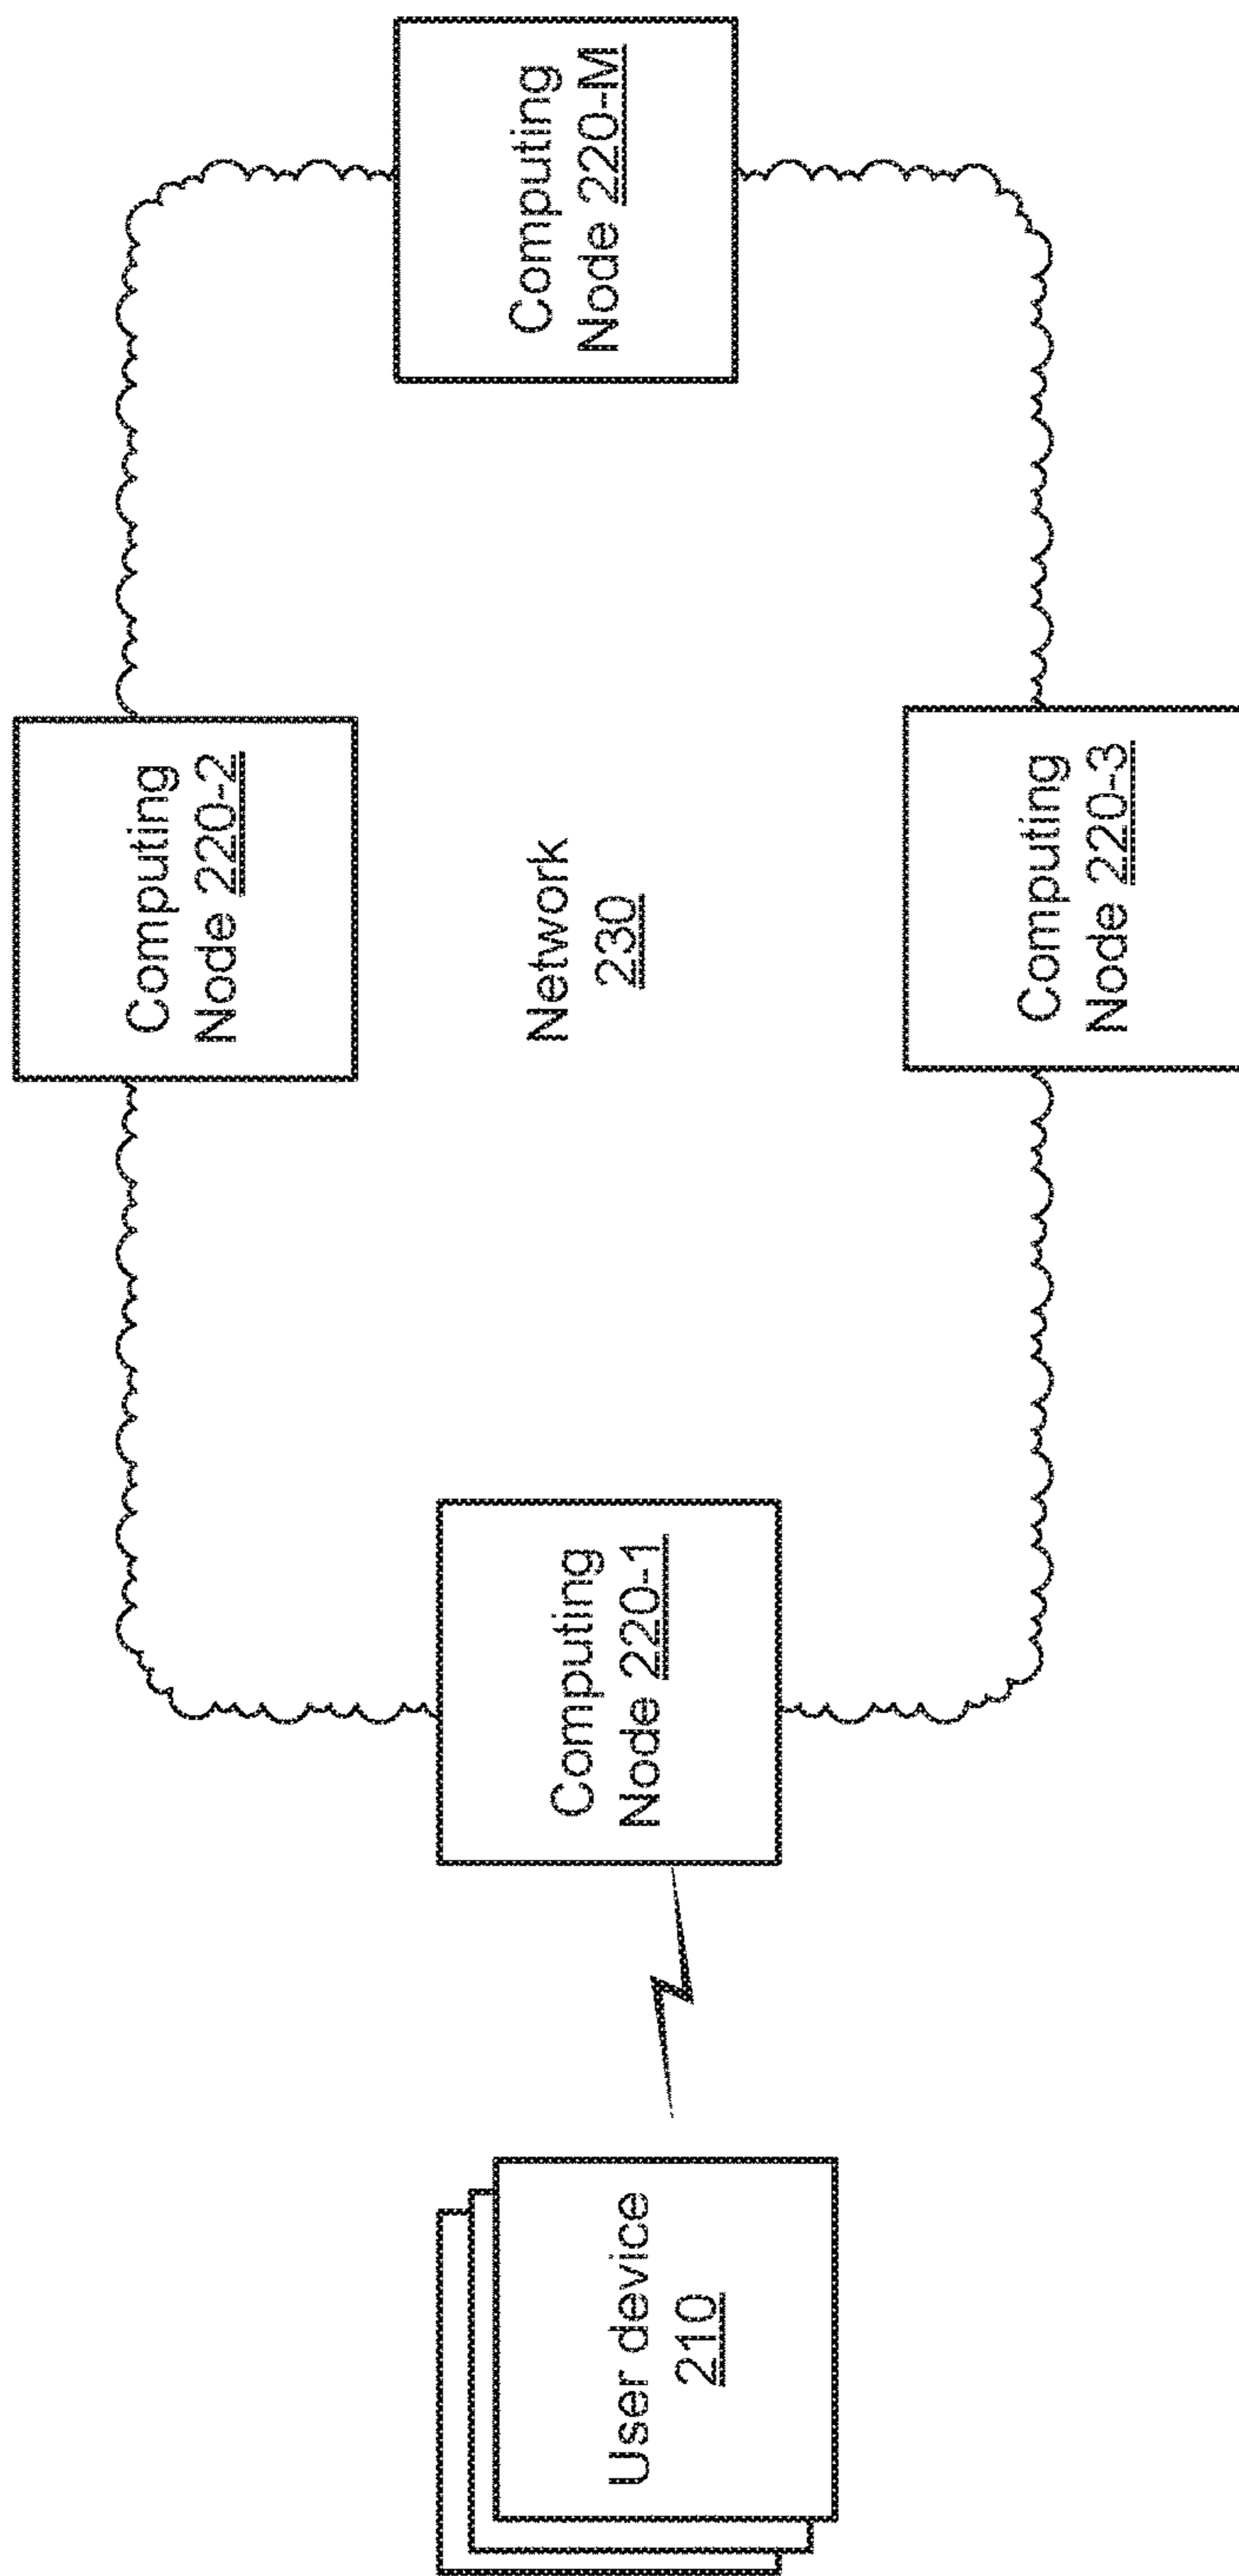 User device
210
Computing
Node 220-1
Computing
Node 220-2
Network
230
Computing
Node 220-3
Computing
Node 220-M